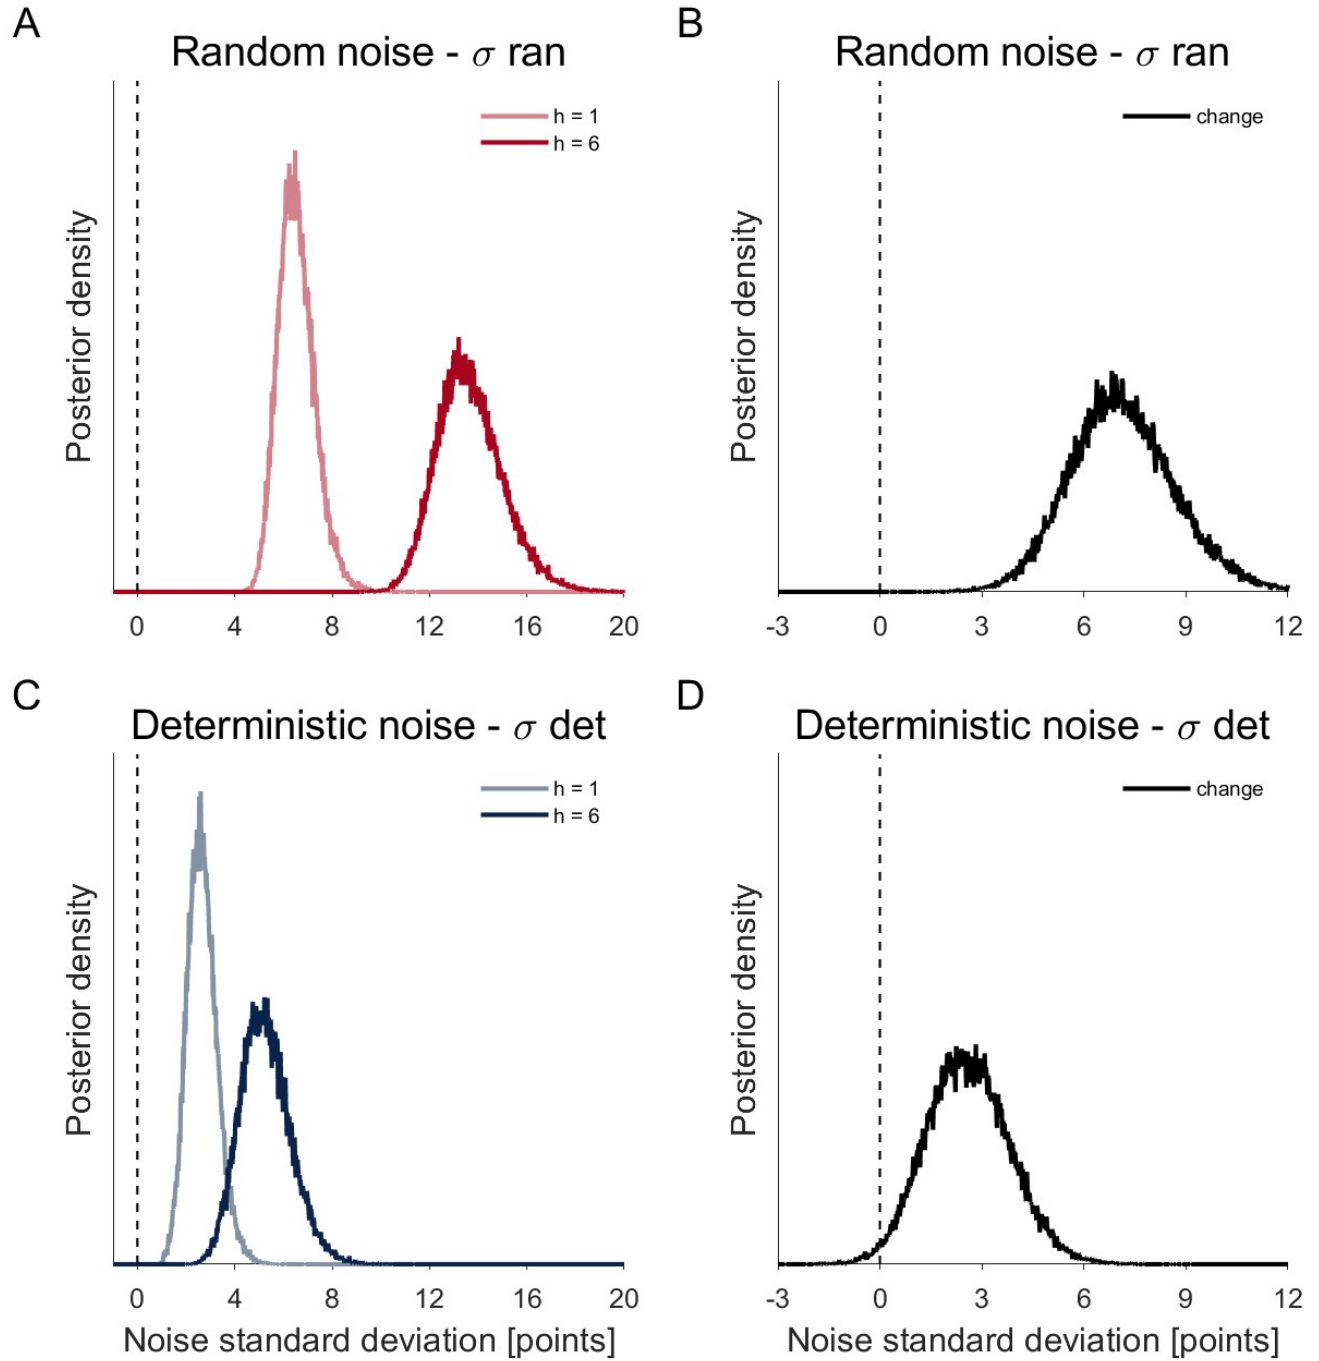 A
Random noise - σ ran
h = 1
h = 6
Posterior density
0 4 8 12 16 20
B
Random noise - σ ran
change
Posterior density
-3 0 3 6 9 12
C
Deterministic noise - σ det
h = 1
h = 6
Posterior density
0 4 8 12 16 20
Noise standard deviation [points]
D
Deterministic noise - σ det
change
Posterior density
-3 0 3 6 9 12
Noise standard deviation [points]